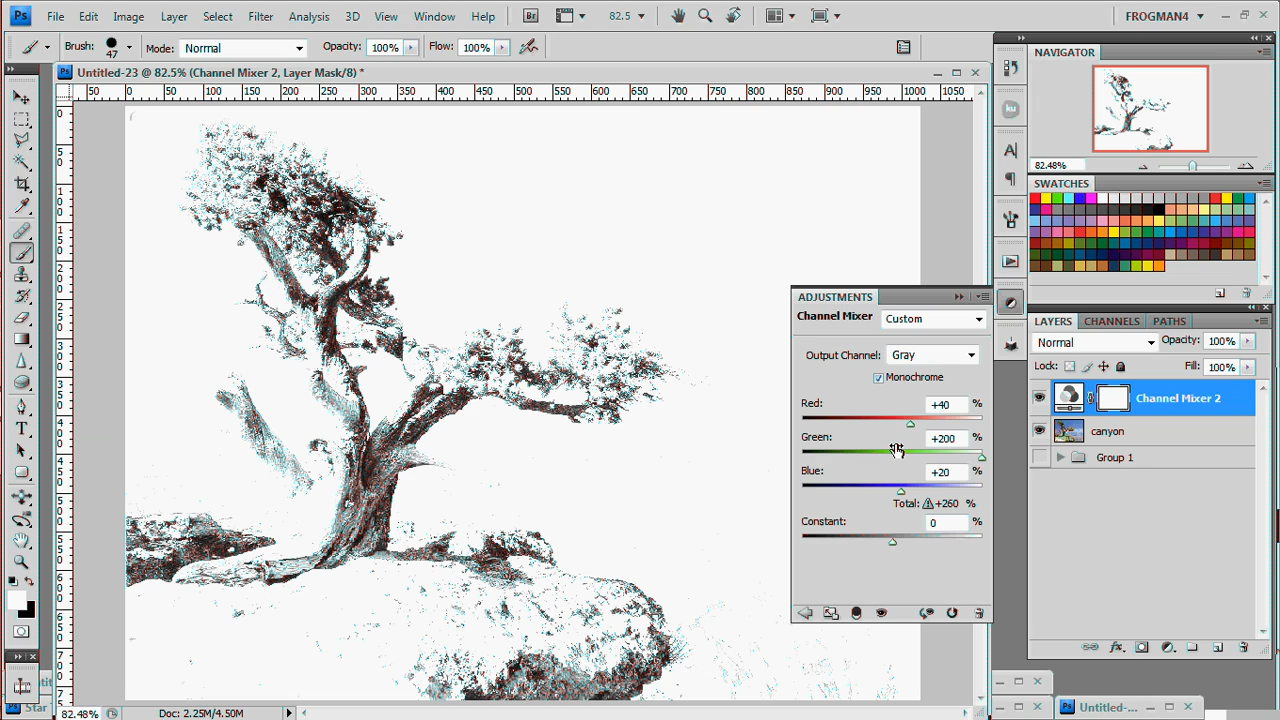 Ps File Edit Image Layer Select Filter Analysis 3D View Window Help Br 82.5 FROGMAN4
Brush: 47 Mode: Normal Opacity: 100% Flow: 100%
Ps Untitled-23 @ 82.5% (Channel Mixer 2, Layer Mask/8) *
50 0 50 100 150 200 250 300 350 400 450 500 550 600 650 700 750 800 850 900 950 1000 1050
NAVIGATOR
82.48%
SWATCHES
ADJUSTMENTS
Channel Mixer Custom
Output Channel: Gray
Monochrome
Red: +40 %
Green: +200 %
Blue: +20 %
Total: +260 %
Constant: 0 %
LAYERS CHANNELS PATHS
Normal Opacity: 100%
Lock: Fill: 100%
Channel Mixer 2
canyon
Group 1
Untitled-...
82.48% Doc: 2.25M/4.50M